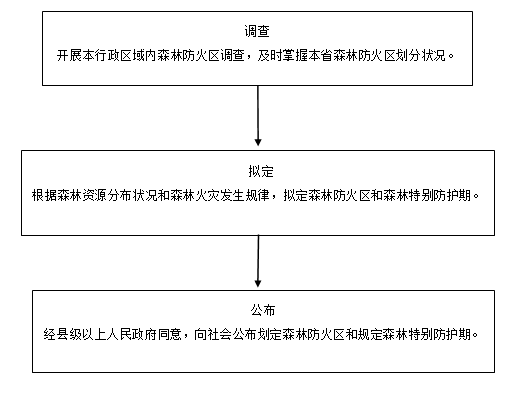 调查
开展本行政区域内森林防火区调查，及时掌握本省森林防火区划分状况。
拟定
根据森林资源分布状况和森林火灾发生规律，拟定森林防火区和森林特别防护期。
公布
经县级以上人民政府同意，向社会公布划定森林防火区和规定森林特别防护期。